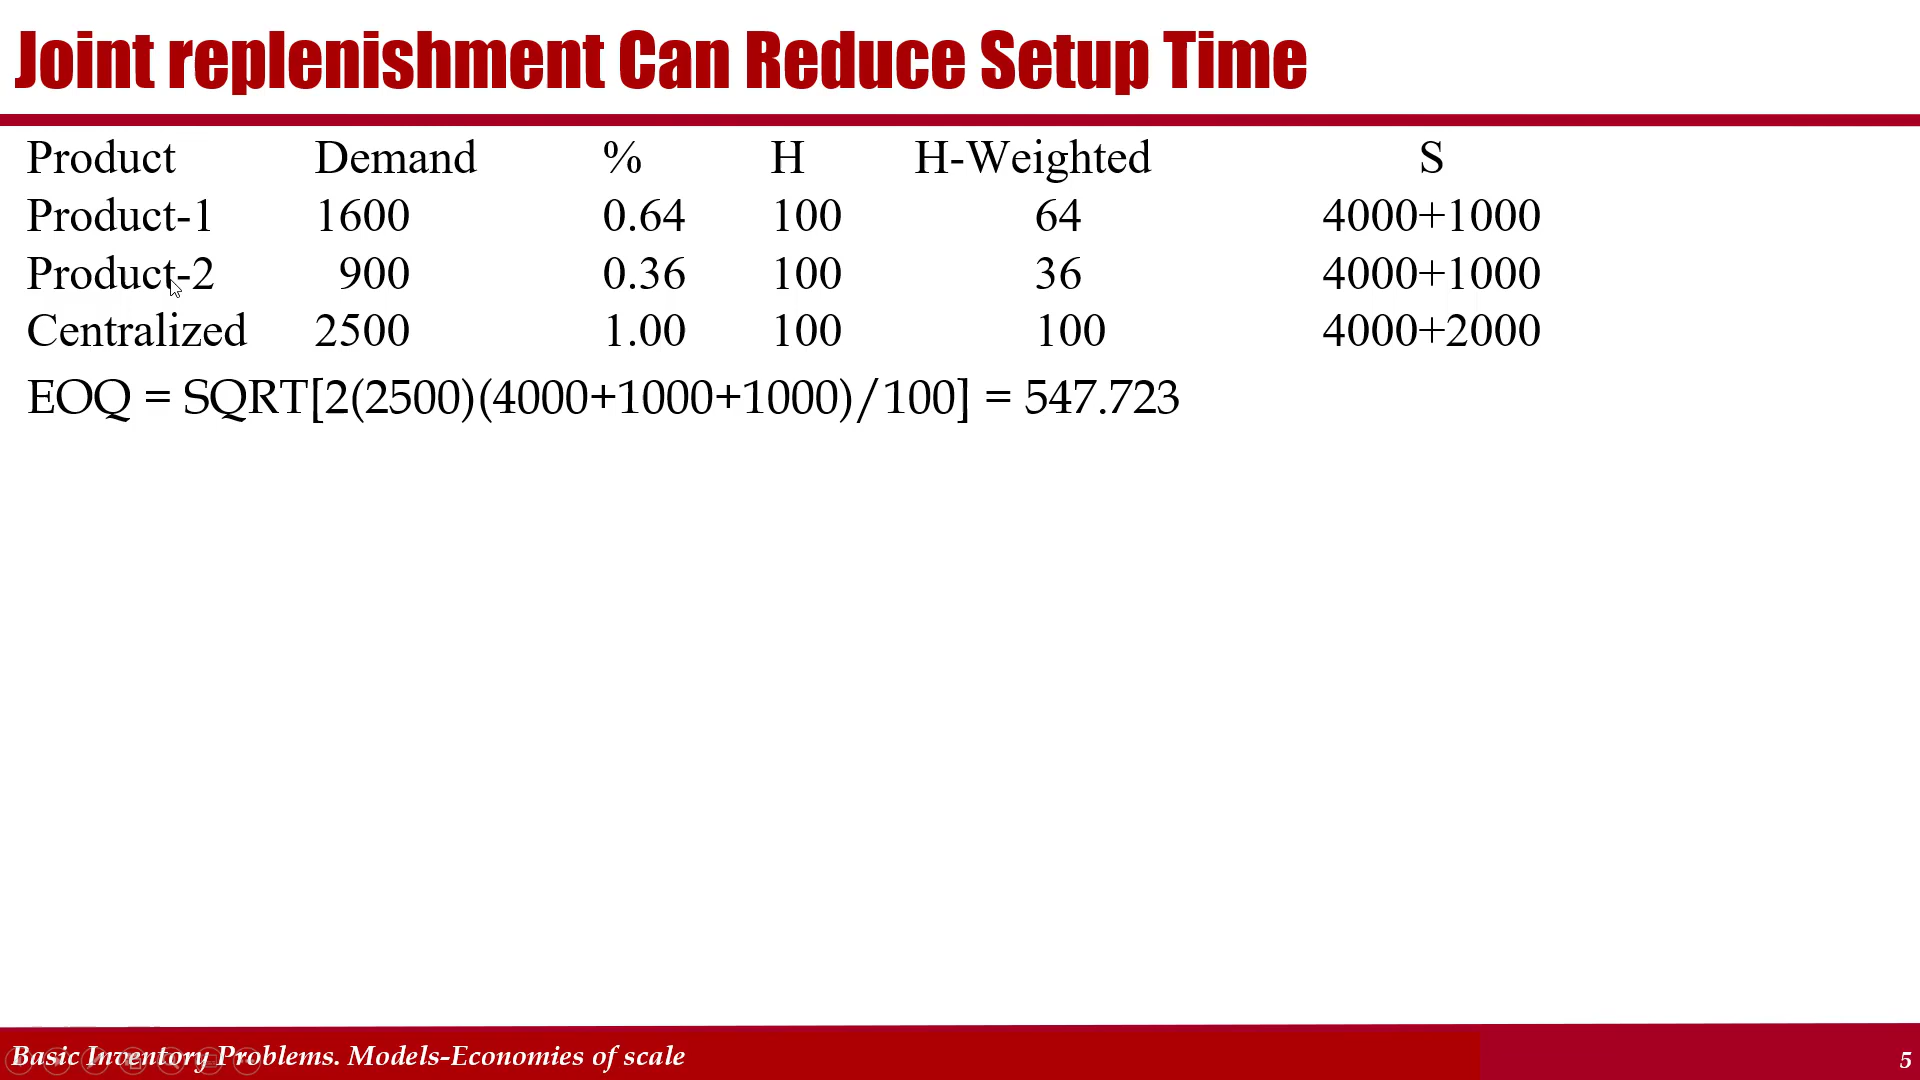 Joint replenishment Can Reduce Setup Time
Product Demand % H H-Weighted S
Product-1 1600 0.64 100 64 4000+1000
Product-2 900 0.36 100 36 4000+1000
Centralized 2500 1.00 100 100 4000+2000
EOQ = SQRT[2(2500)(4000+1000+1000)/100] = 547.723
Basic Inventory Problems. Models-Economies of scale 5